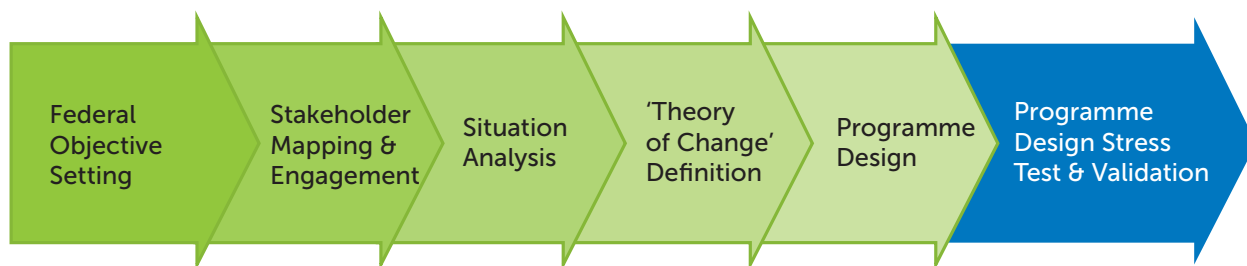 Federal
Objective
Setting
Stakeholder
Mapping &
Engagement
Situation
Analysis
‘Theory
of Change’
Definition
Programme
Design
Programme
Design Stress
Test & Validation